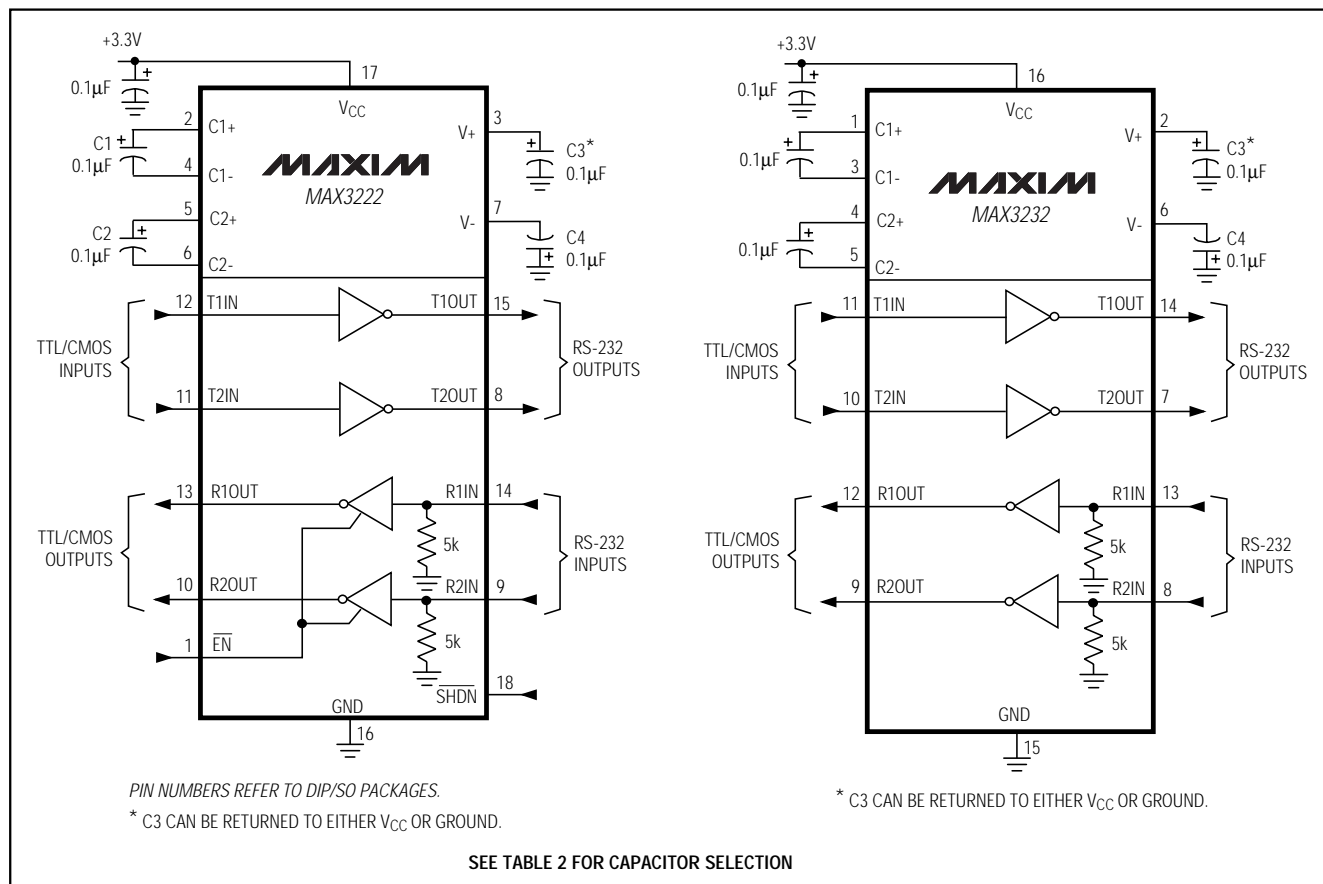 +3.3V
0.1µF
+
17
VCC
2
C1+
C1
0.1µF
+
4
C1-
5
C2+
C2
0.1µF
+
6
C2-
MAXIM
MAX3222
3
V+
+
C3*
0.1µF
7
V-
C4
0.1µF
+
12
T1IN
T1OUT
15
TTL/CMOS
INPUTS
RS-232
OUTPUTS
11
T2IN
T2OUT
8
13
R1OUT
R1IN
14
5k
TTL/CMOS
OUTPUTS
RS-232
INPUTS
10
R2OUT
R2IN
9
5k
1
EN
SHDN
18
GND
16
PIN NUMBERS REFER TO DIP/SO PACKAGES.
* C3 CAN BE RETURNED TO EITHER VCC OR GROUND.
+3.3V
0.1µF
+
16
VCC
1
C1+
0.1µF
+
3
C1-
4
C2+
0.1µF
+
5
C2-
MAXIM
MAX3232
2
V+
+
C3*
0.1µF
6
V-
C4
0.1µF
+
11
T1IN
T1OUT
14
TTL/CMOS
INPUTS
RS-232
OUTPUTS
10
T2IN
T2OUT
7
12
R1OUT
R1IN
13
5k
TTL/CMOS
OUTPUTS
RS-232
INPUTS
9
R2OUT
R2IN
8
5k
GND
15
* C3 CAN BE RETURNED TO EITHER VCC OR GROUND.
SEE TABLE 2 FOR CAPACITOR SELECTION